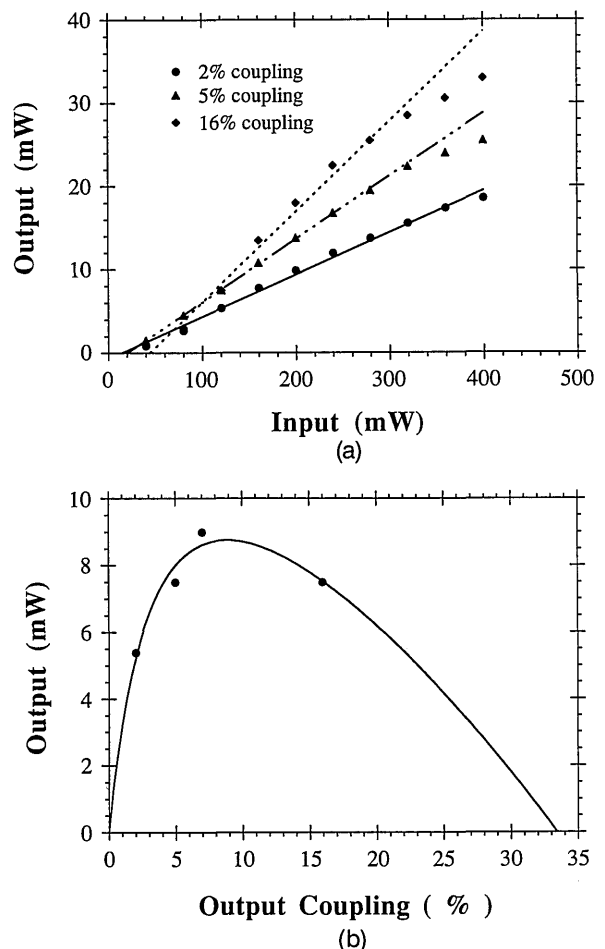 40
30
20
10
0
Output (mW)
2% coupling
5% coupling
16% coupling
0 100 200 300 400 500
Input (mW)
(a)
10
8
6
4
2
0
Output (mW)
0 5 10 15 20 25 30 35
Output Coupling ( % )
(b)